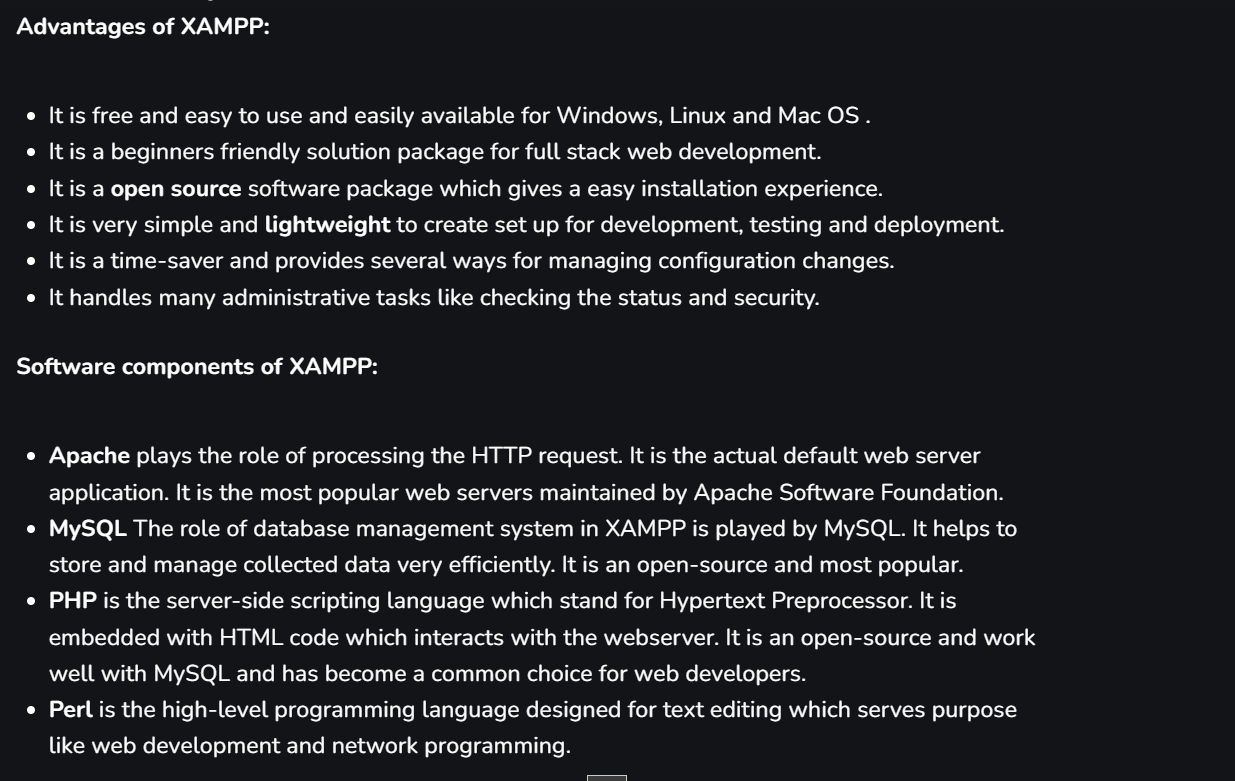 Advantages of XAMPP:
• It is free and easy to use and easily available for Windows, Linux and Mac OS .
• It is a beginners friendly solution package for full stack web development.
• It is a open source software package which gives a easy installation experience.
• It is very simple and lightweight to create set up for development, testing and deployment.
• It is a time-saver and provides several ways for managing configuration changes.
• It handles many administrative tasks like checking the status and security.
Software components of XAMPP:
• Apache plays the role of processing the HTTP request. It is the actual default web server
application. It is the most popular web servers maintained by Apache Software Foundation.
• MySQL The role of database management system in XAMPP is played by MySQL. It helps to
store and manage collected data very efficiently. It is an open-source and most popular.
• PHP is the server-side scripting language which stand for Hypertext Preprocessor. It is
embedded with HTML code which interacts with the webserver. It is an open-source and work
well with MySQL and has become a common choice for web developers.
• Perl is the high-level programming language designed for text editing which serves purpose
like web development and network programming.